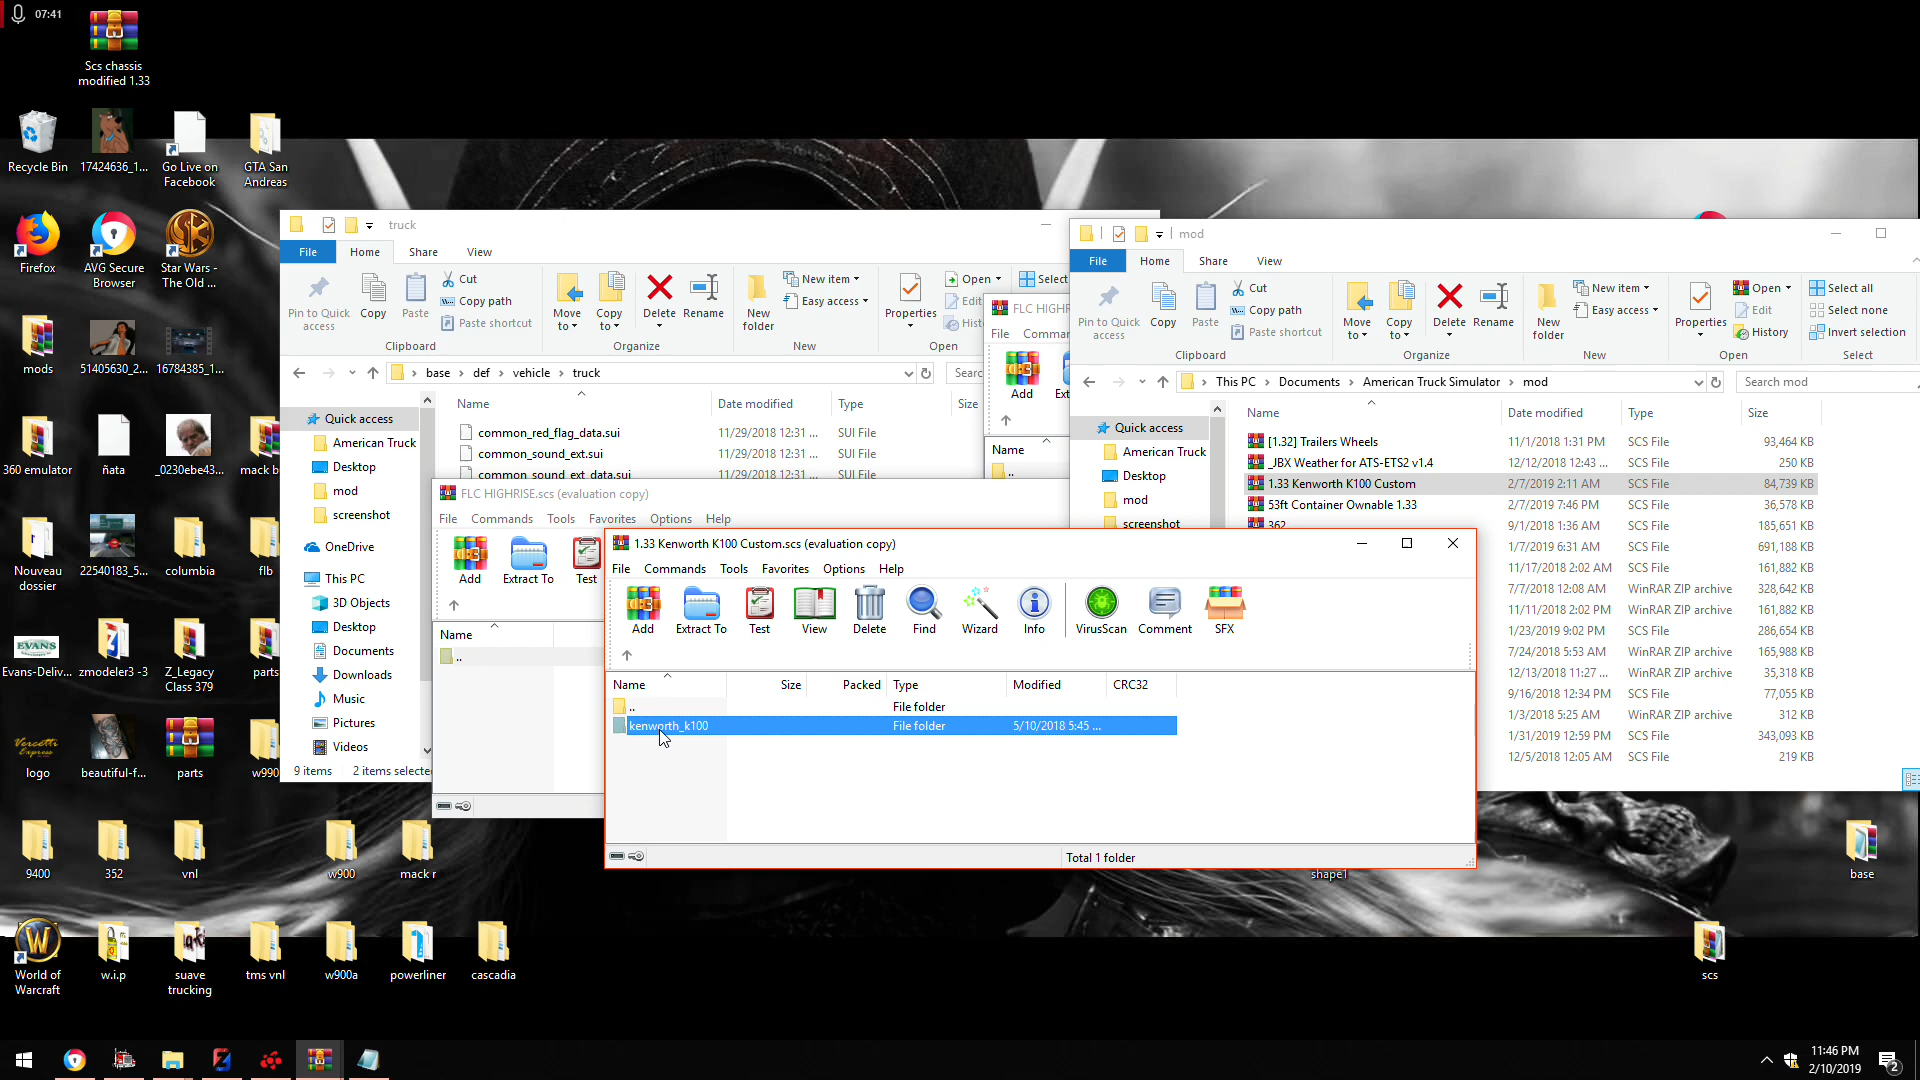 07:41
Scs chassis
modified 1.33
Recycle Bin
17424636_1...
Go Live on
Facebook
GTA San
Andreas
Firefox
AVG Secure
Browser
Star Wars -
The Old ...
mods
51405630_2...
16784385_1...
360 emulator
ñata
_0230ebe43...
mack b
Nouveau
dossier
22540183_5...
columbia
flb
EVANS
Evans-Deliv...
zmodeler3 -3
Z_Legacy
Class 379
parts
Vercetti
Express
logo
beautiful-f...
parts
w990
9400
352
vnl
w900
mack r
World of
Warcraft
w.i.p
suave
trucking
tms vnl
w900a
powerliner
cascadia
shape1
base
scs
truck
File
Home
Share
View
Pin to Quick
access
Copy
Paste
Cut
Copy path
Paste shortcut
Clipboard
Move
to
Copy
to
Delete
Rename
Organize
New
folder
New item
Easy access
New
Properties
Open
Edit
Hist
Open
Select
base
def
vehicle
truck
Searc
Quick access
American Truck
Desktop
mod
screenshot
OneDrive
This PC
3D Objects
Desktop
Documents
Downloads
Music
Pictures
Videos
Name Date modified Type Size
common_red_flag_data.sui 11/29/2018 12:31 ... SUI File
common_sound_ext.sui 11/29/2018 12:31 ... SUI File
common_sound_ext_data.sui 11/29/2018 12:31 ... SUI File
9 items 2 items selected
FLC HIGHR
File Comman
Add
Ext
Name
..
mod
File
Home
Share
View
Pin to Quick
access
Copy
Paste
Cut
Copy path
Paste shortcut
Clipboard
Move
to
Copy
to
Delete
Rename
Organize
New
folder
New item
Easy access
New
Properties
Open
Edit
History
Open
Select all
Select none
Invert selection
Select
This PC
Documents
American Truck Simulator
mod
Search mod
Quick access
American Truck
Desktop
mod
screenshot
Name Date modified Type Size
[1.32] Trailers Wheels 11/1/2018 1:31 PM SCS File 93,464 KB
_JBX Weather for ATS-ETS2 v1.4 12/12/2018 12:43 ... SCS File 250 KB
1.33 Kenworth K100 Custom 2/7/2019 2:11 AM SCS File 84,739 KB
53ft Container Ownable 1.33 2/7/2019 7:46 PM SCS File 36,578 KB
362 9/1/2018 1:36 AM SCS File 185,651 KB
1/7/2019 6:31 AM SCS File 691,188 KB
11/17/2018 2:02 AM SCS File 161,882 KB
7/7/2018 12:08 AM WinRAR ZIP archive 328,642 KB
11/11/2018 2:02 PM WinRAR ZIP archive 161,882 KB
1/23/2019 9:02 PM SCS File 286,654 KB
7/24/2018 5:53 AM WinRAR ZIP archive 165,988 KB
12/13/2018 11:27 ... WinRAR ZIP archive 35,318 KB
9/16/2018 12:34 PM SCS File 77,055 KB
1/3/2019 5:25 AM WinRAR ZIP archive 312 KB
1/31/2019 12:59 PM SCS File 343,093 KB
12/5/2018 12:05 AM SCS File 219 KB
FLC HIGHRISE.scs (evaluation copy)
File Commands Tools Favorites Options Help
Add Extract To Test
Name
..
1.33 Kenworth K100 Custom.scs (evaluation copy)
File Commands Tools Favorites Options Help
Add Extract To Test View Delete Find Wizard Info VirusScan Comment SFX
Name Size Packed Type Modified CRC32
.. File folder
kenworth_k100 File folder 5/10/2018 5:45 ...
Total 1 folder
11:46 PM
2/10/2019
2